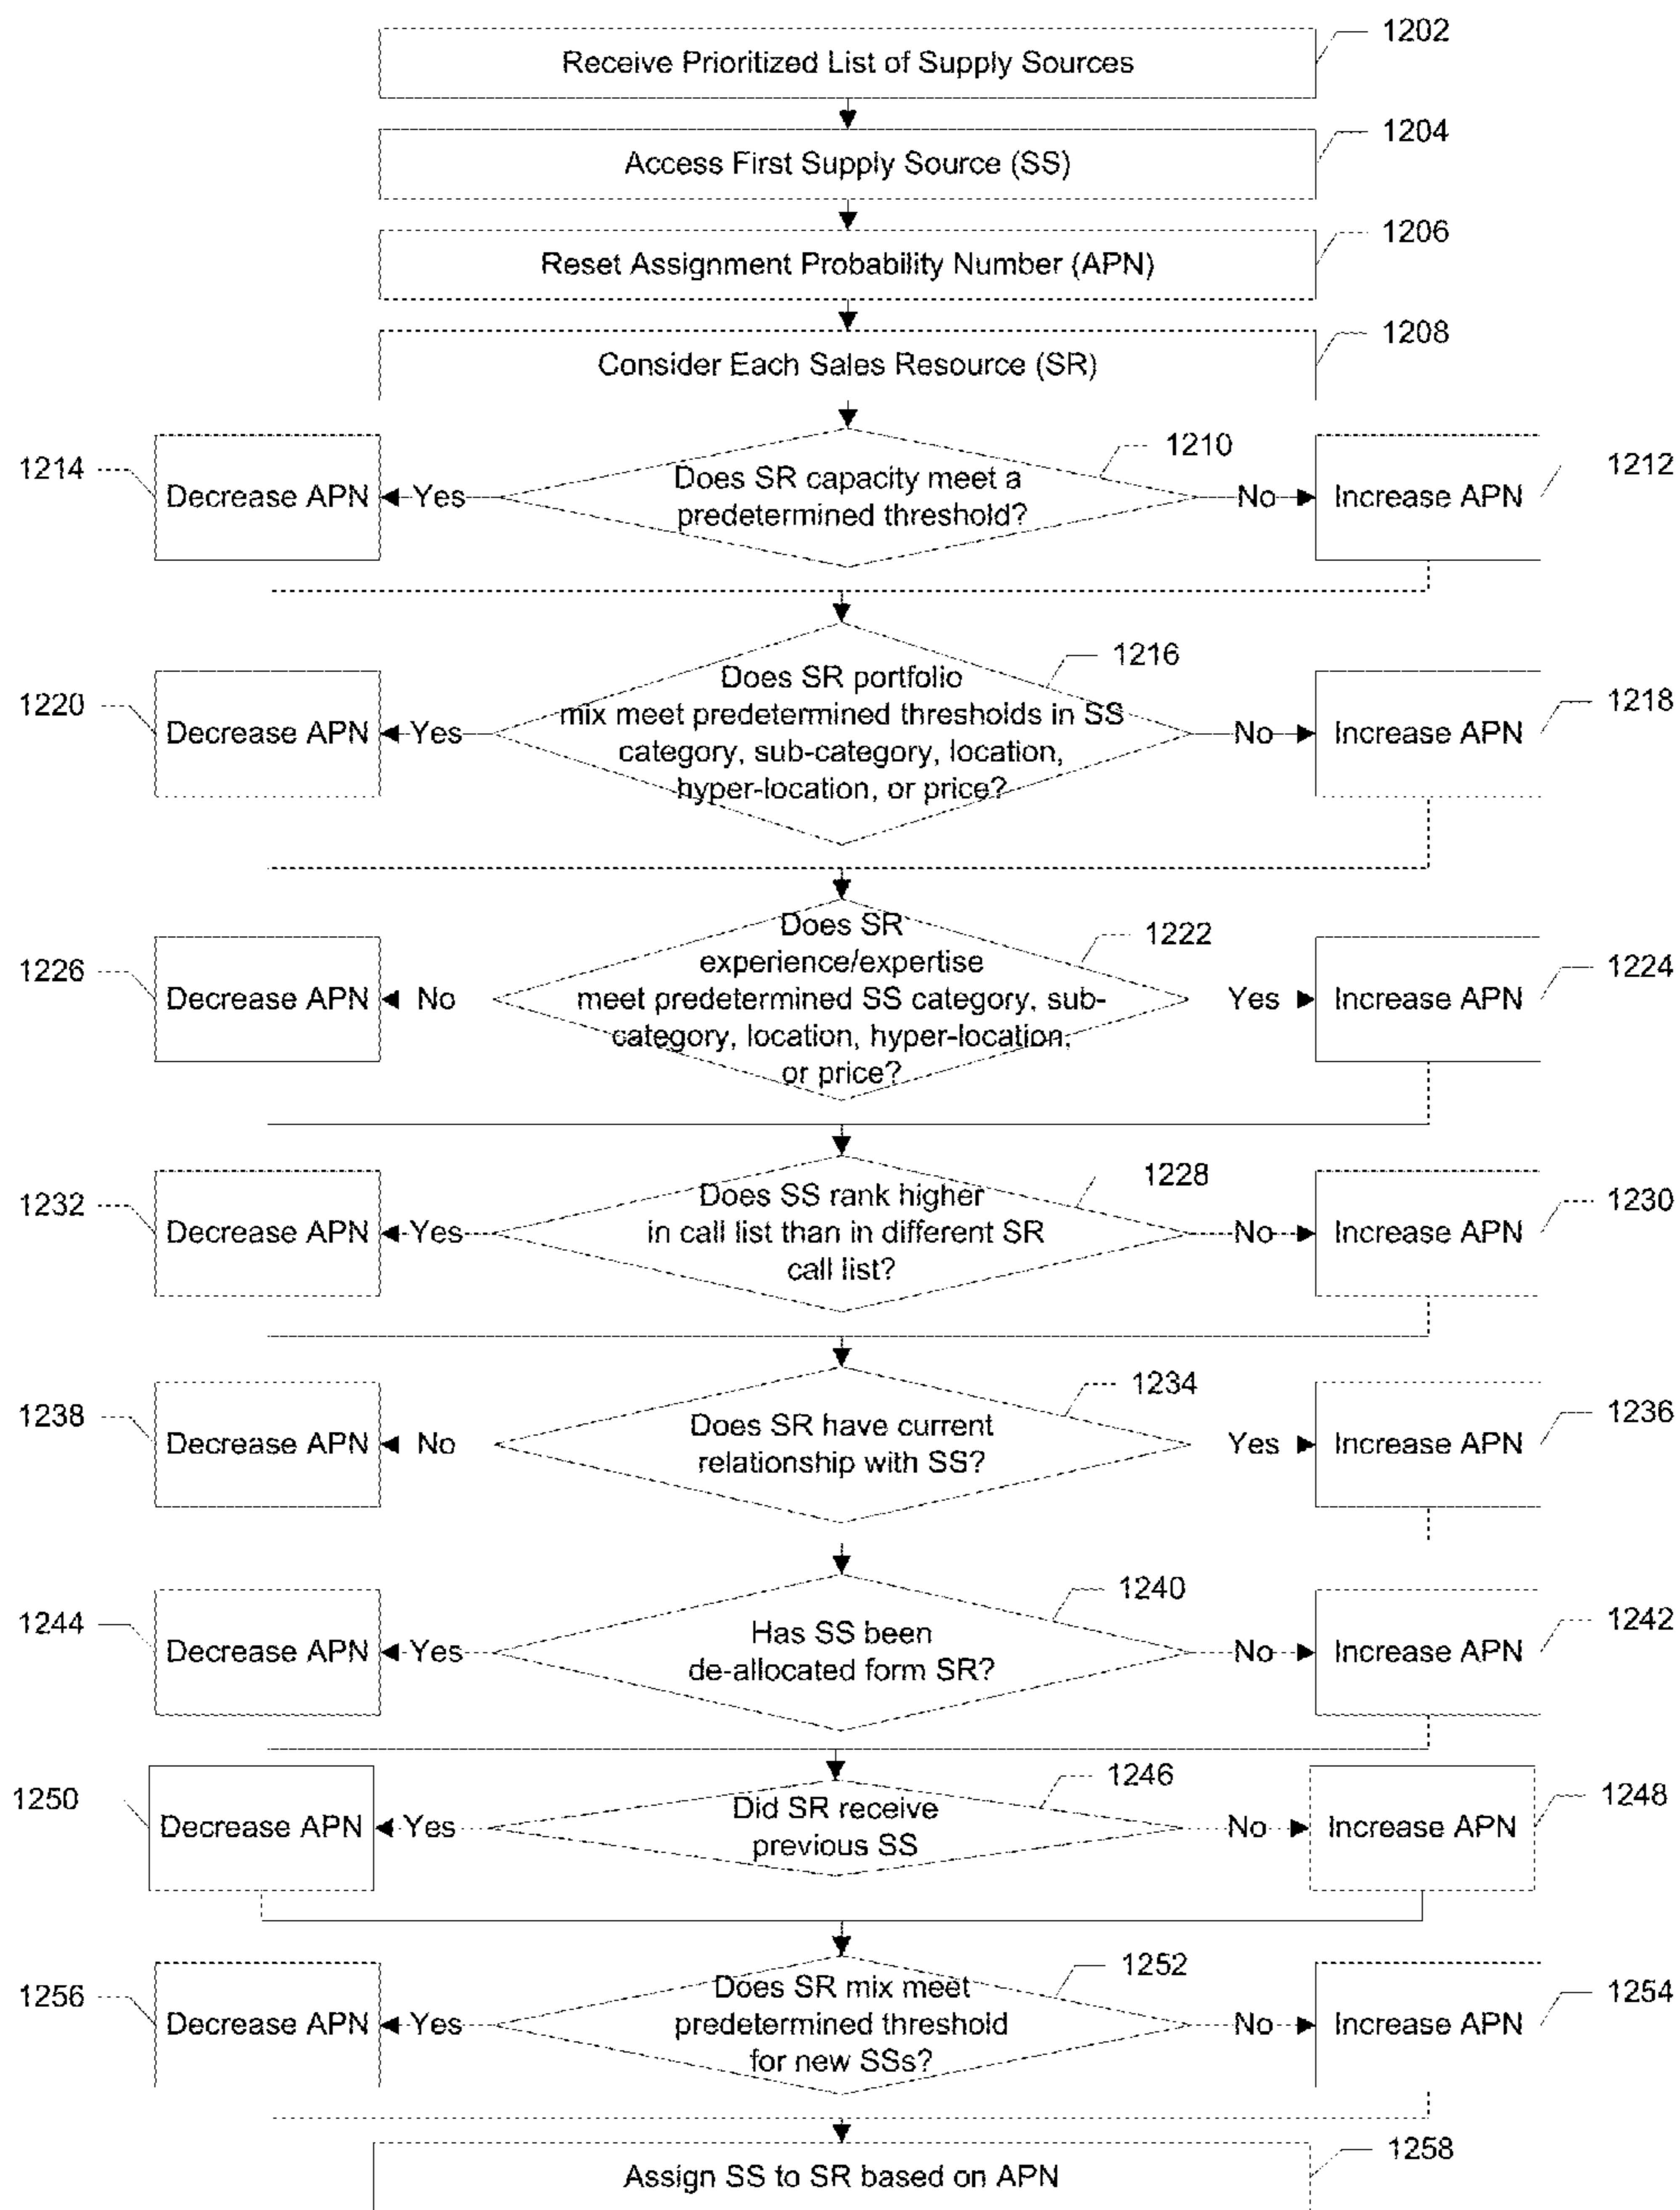 Receive Prioritized List of Supply Sources
1202
Access First Supply Source (SS)
1204
Reset Assignment Probability Number (APN)
1206
Consider Each Sales Resource (SR)
1208
1214
Decrease APN
Yes
Does SR capacity meet a
predetermined threshold?
1210
No
Increase APN
1212
1220
Decrease APN
Yes
Does SR portfolio
mix meet predetermined thresholds in SS
category, sub-category, location,
hyper-location, or price?
1216
No
Increase APN
1218
1226
Decrease APN
No
Does SR
experience/expertise
meet predetermined SS category, sub-
category, location, hyper-location,
or price?
1222
Yes
Increase APN
1224
1232
Decrease APN
Yes
Does SS rank higher
in call list than in different SR
call list?
1228
No
Increase APN
1230
1238
Decrease APN
No
Does SR have current
relationship with SS?
1234
Yes
Increase APN
1236
1244
Decrease APN
Yes
Has SS been
de-allocated form SR?
1240
No
Increase APN
1242
1250
Decrease APN
Yes
Did SR receive
previous SS
1246
No
Increase APN
1248
1256
Decrease APN
Yes
Does SR mix meet
predetermined threshold
for new SSs?
1252
No
Increase APN
1254
Assign SS to SR based on APN
1258